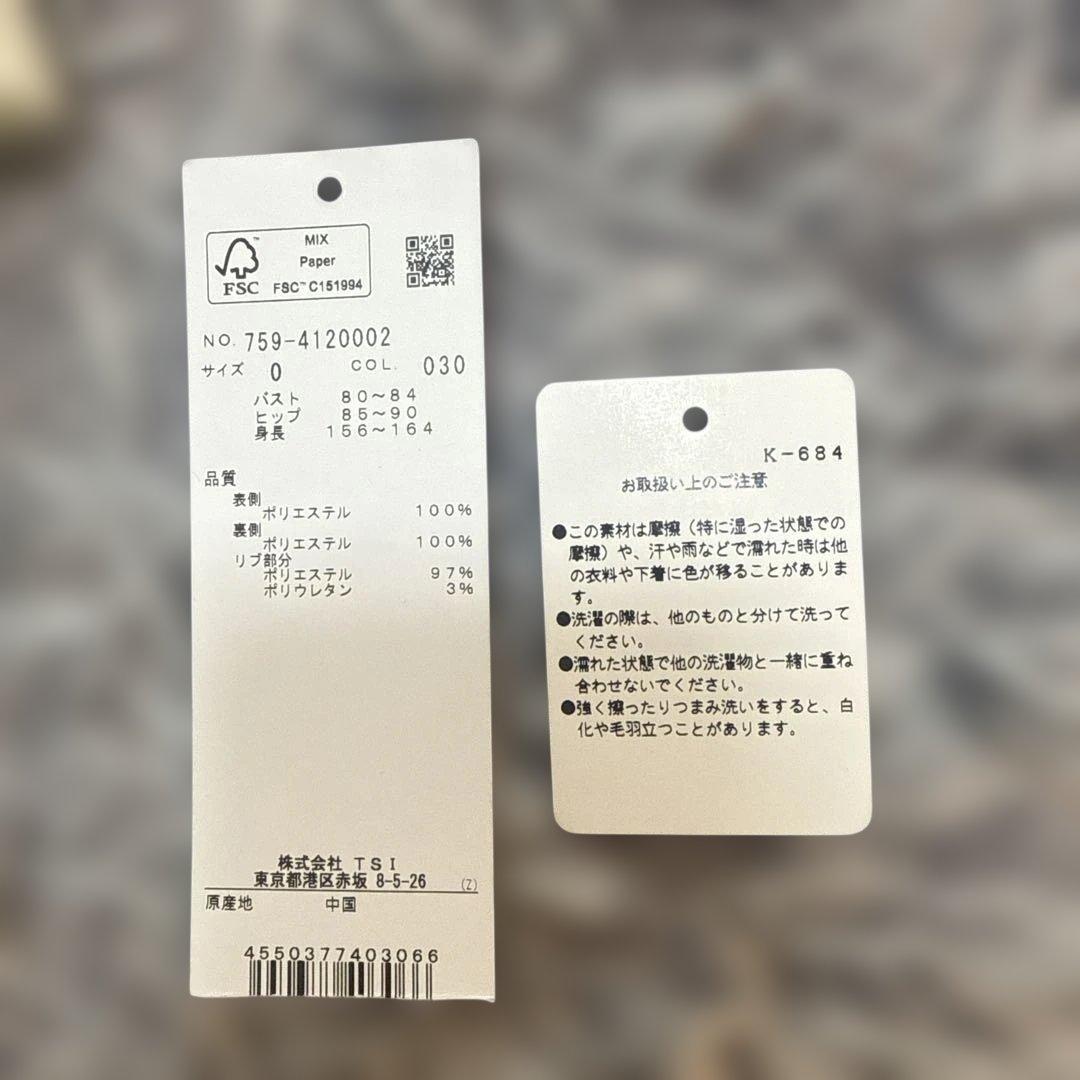 MIX
Paper
FSC™
FSC™ C151994
NO. 759-4120002
サイズ 0 COL. 030
バスト 80～84
ヒップ 85～90
身長 156～164
品質
表側
ポリエステル 100%
裏側
ポリエステル 100%
リブ部分
ポリエステル 97%
ポリウレタン 3%
株式会社 TSI
東京都港区赤坂 8-5-26 (Z)
原産地 中国
4550377403066
K-684
お取扱い上のご注意
●この素材は摩擦（特に湿った状態での
摩擦）や、汗や雨などで濡れた時は他
の衣料や下着に色が移ることがありま
す。
●洗濯の際は、他のものと分けて洗って
ください。
●濡れた状態で他の洗濯物と一緒に重ね
合わせないでください。
●強く擦ったりつまみ洗いをすると、白
化や毛羽立つことがあります。